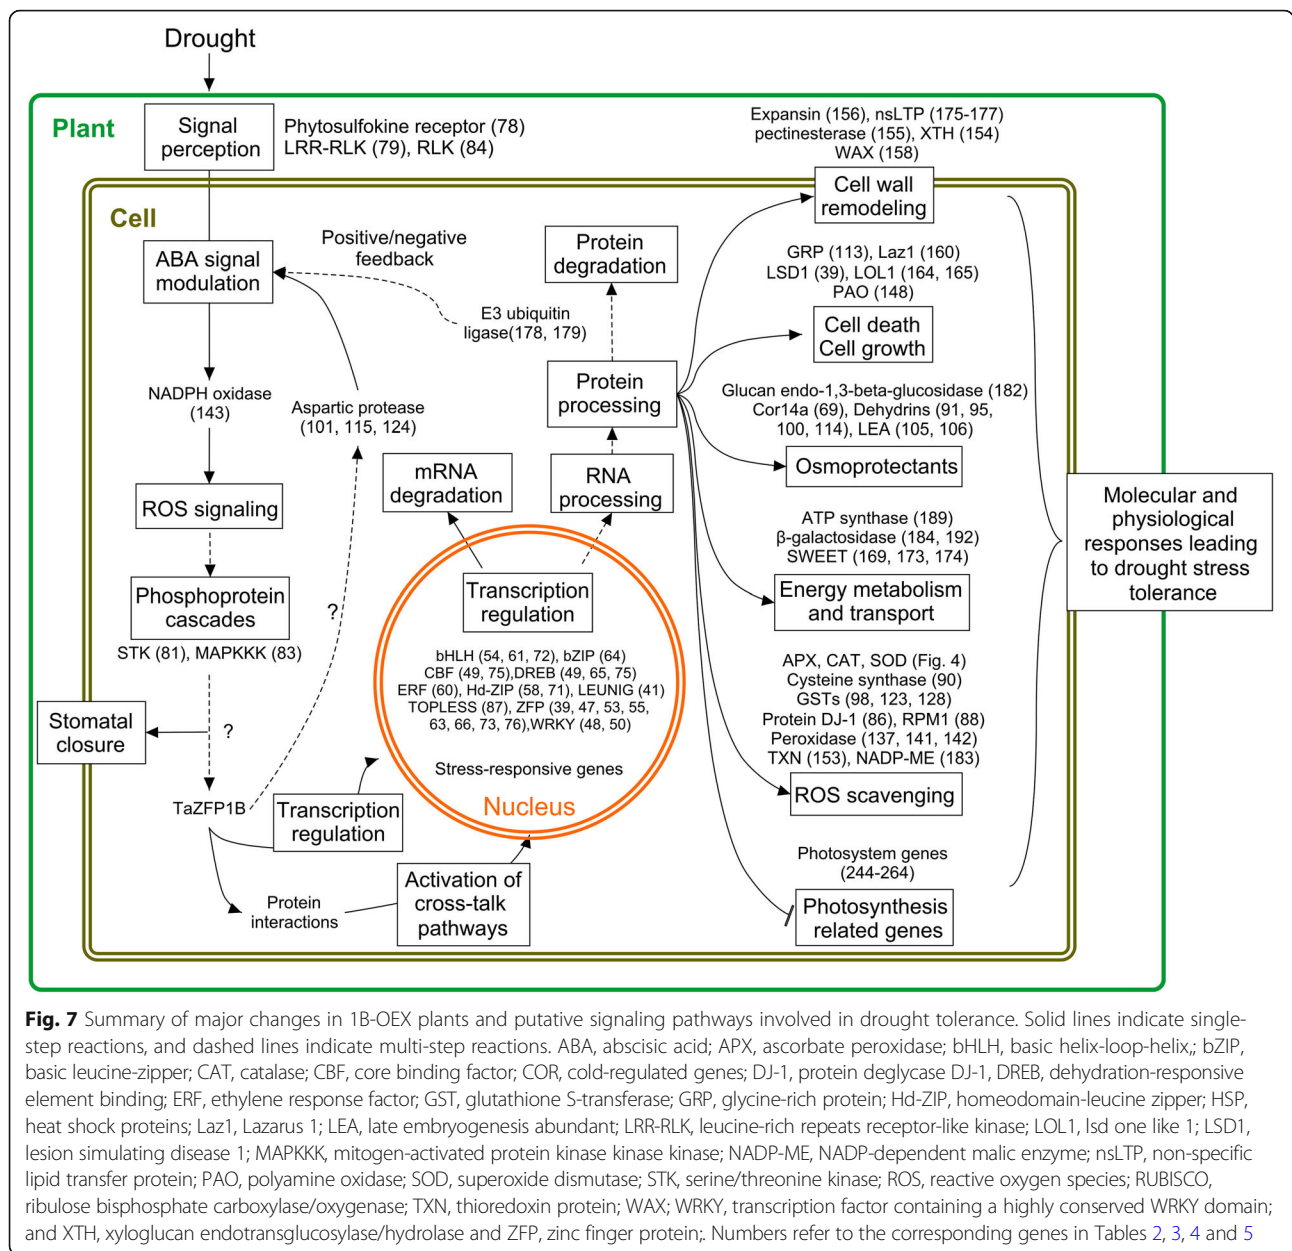 Drought
Plant
Signal
perception
Phytosulfokine receptor (78)
LRR-RLK (79), RLK (84)
Expansin (156), nsLTP (175-177)
pectinesterase (155), XTH (154)
WAX (158)
Cell wall
remodeling
Cell
ABA signal
modulation
Positive/negative
feedback
E3 ubiquitin
ligase(178, 179)
Protein
degradation
GRP (113), Laz1 (160)
LSD1 (39), LOL1 (164, 165)
PAO (148)
Cell death
Cell growth
NADPH oxidase
(143)
Aspartic protease
(101, 115, 124)
Protein
processing
Glucan endo-1,3-beta-glucosidase (182)
Cor14a (69), Dehydrins (91, 95,
100, 114), LEA (105, 106)
Osmoprotectants
ROS signaling
mRNA
degradation
RNA
processing
Molecular and
physiological
responses leading
to drought stress
tolerance
ATP synthase (189)
β-galactosidase (184, 192)
SWEET (169, 173, 174)
Energy metabolism
and transport
Phosphoprotein
cascades
STK (81), MAPKKK (83)
?
Transcription
regulation
bHLH (54, 61, 72), bZIP (64)
CBF (49, 75),DREB (49, 65, 75)
ERF (60), Hd-ZIP (58, 71), LEUNIG (41)
TOPLESS (87), ZFP (39, 47, 53, 55,
63, 66, 73, 76),WRKY (48, 50)
Stress-responsive genes
Nucleus
APX, CAT, SOD (Fig. 4)
Cysteine synthase (90)
GSTs (98, 123, 128)
Protein DJ-1 (86), RPM1 (88)
Peroxidase (137, 141, 142)
TXN (153), NADP-ME (183)
ROS scavenging
Stomatal
closure
?
TaZFP1B
Transcription
regulation
Protein
interactions
Activation of
cross-talk
pathways
Photosystem genes
(244-264)
Photosynthesis
related genes
Fig. 7 Summary of major changes in 1B-OEX plants and putative signaling pathways involved in drought tolerance. Solid lines indicate single-
step reactions, and dashed lines indicate multi-step reactions. ABA, abscisic acid; APX, ascorbate peroxidase; bHLH, basic helix-loop-helix,; bZIP,
basic leucine-zipper; CAT, catalase; CBF, core binding factor; COR, cold-regulated genes; DJ-1, protein deglycase DJ-1, DREB, dehydration-responsive
element binding; ERF, ethylene response factor; GST, glutathione S-transferase; GRP, glycine-rich protein; Hd-ZIP, homeodomain-leucine zipper; HSP,
heat shock proteins; Laz1, Lazarus 1; LEA, late embryogenesis abundant; LRR-RLK, leucine-rich repeats receptor-like kinase; LOL1, lsd one like 1; LSD1,
lesion simulating disease 1; MAPKKK, mitogen-activated protein kinase kinase kinase; NADP-ME, NADP-dependent malic enzyme; nsLTP, non-specific
lipid transfer protein; PAO, polyamine oxidase; SOD, superoxide dismutase; STK, serine/threonine kinase; ROS, reactive oxygen species; RUBISCO,
ribulose bisphosphate carboxylase/oxygenase; TXN, thioredoxin protein; WAX; WRKY, transcription factor containing a highly conserved WRKY domain;
and XTH, xyloglucan endotransglucosylase/hydrolase and ZFP, zinc finger protein;. Numbers refer to the corresponding genes in Tables 2, 3, 4 and 5